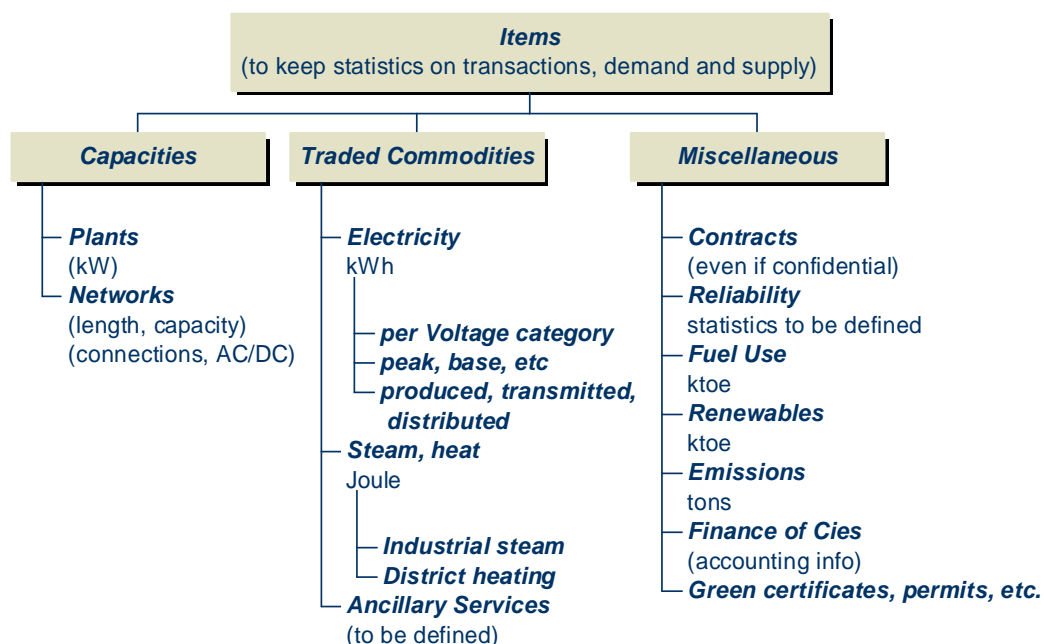 Items
(to keep statistics on transactions, demand and supply)
Capacities
Traded Commodities
Miscellaneous
Plants
(kW)
Networks
(length, capacity)
(connections, AC/DC)
Electricity
kWh
per Voltage category
peak, base, etc
produced, transmitted,
distributed
Steam, heat
Joule
Industrial steam
District heating
Ancillary Services
(to be defined)
Contracts
(even if confidential)
Reliability
statistics to be defined
Fuel Use
ktoe
Renewables
ktoe
Emissions
tons
Finance of Cies
(accounting info)
Green certificates, permits, etc.